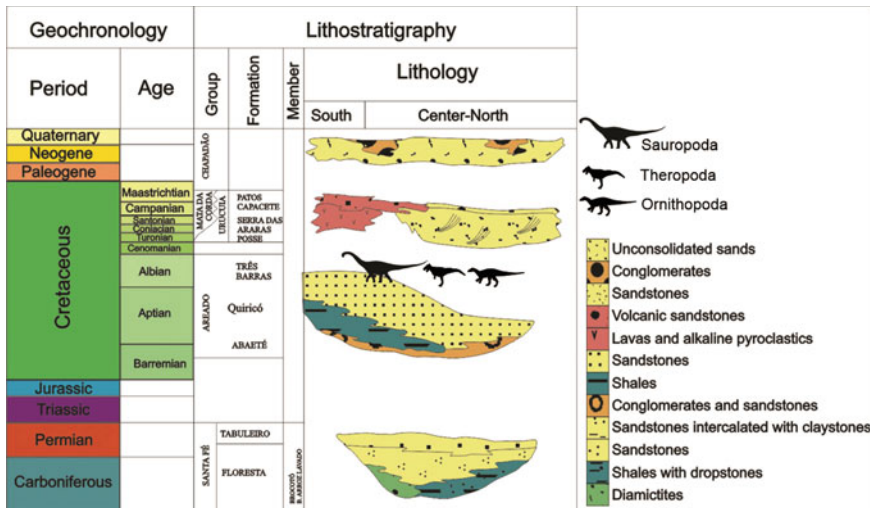 Geochronology
Lithostratigraphy
Period
Age
Group
Formation
Member
Lithology
South
Center-North
Quaternary
Neogene
Paleogene
Cretaceous
Jurassic
Triassic
Permian
Carboniferous
Maastrichtian
Campanian
Santonian
Coniacian
Turonian
Cenomanian
Albian
Aptian
Barremian
CHAPADÃO
MATA DA
CORDA
URUCUIA
AREADO
SANTA FÉ
PATOS
CAPACETE
SERRA DAS
ARARAS
POSSE
TRÊS
BARRAS
Quiricó
ABAETÉ
TABULEIRO
FLORESTA
BROCOTÓ
B. ARROZ LAVADO
Sauropoda
Theropoda
Ornithopoda
Unconsolidated sands
Conglomerates
Sandstones
Volcanic sandstones
Lavas and alkaline pyroclastics
Sandstones
Shales
Conglomerates and sandstones
Sandstones intercalated with claystones
Sandstones
Shales with dropstones
Diamictites